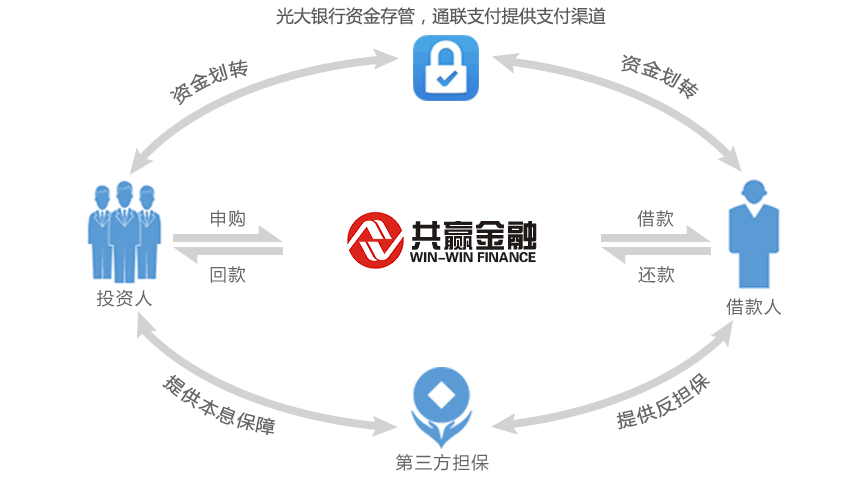 光大银行资金存管，通联支付提供支付渠道
资金划转
资金划转
申购
共赢金融
WIN-WIN FINANCE
借款
回款
还款
投资人
借款人
提供本息保障
提供反担保
第三方担保